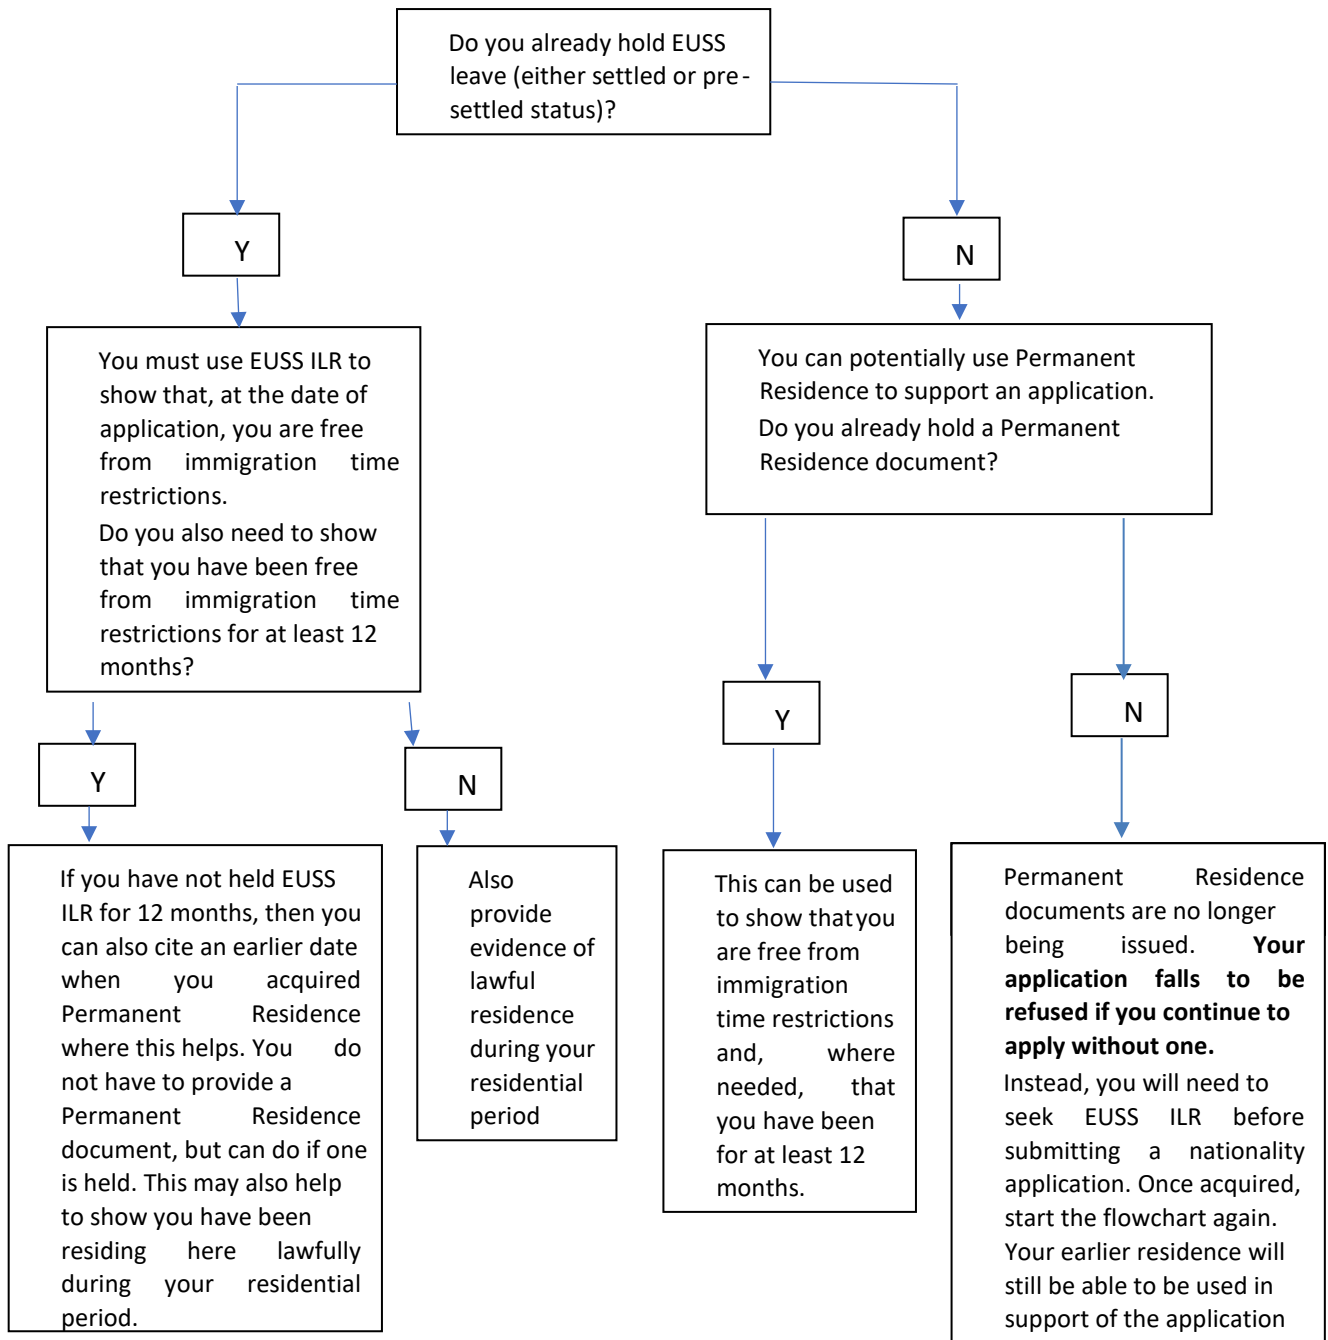 Do you already hold EUSS
leave (either settled or pre-
settled status)?
Y
N
You must use EUSS ILR to
show that, at the date of
application, you are free
from immigration time
restrictions.
Do you also need to show
that you have been free
from immigration time
restrictions for at least 12
months?
You can potentially use Permanent
Residence to support an application.
Do you already hold a Permanent
Residence document?
Y
N
Y
N
If you have not held EUSS
ILR for 12 months, then you
can also cite an earlier date
when you acquired
Permanent Residence
where this helps. You do
not have to provide a
Permanent Residence
document, but can do if one
is held. This may also help
to show you have been
residing here lawfully
during your residential
period.
Also
provide
evidence of
lawful
residence
during your
residential
period
This can be used
to show that you
are free from
immigration
time restrictions
and, where
needed, that
you have been
for at least 12
months.
Permanent Residence
documents are no longer
being issued. Your
application falls to be
refused if you continue to
apply without one.
Instead, you will need to
seek EUSS ILR before
submitting a nationality
application. Once acquired,
start the flowchart again.
Your earlier residence will
still be able to be used in
support of the application